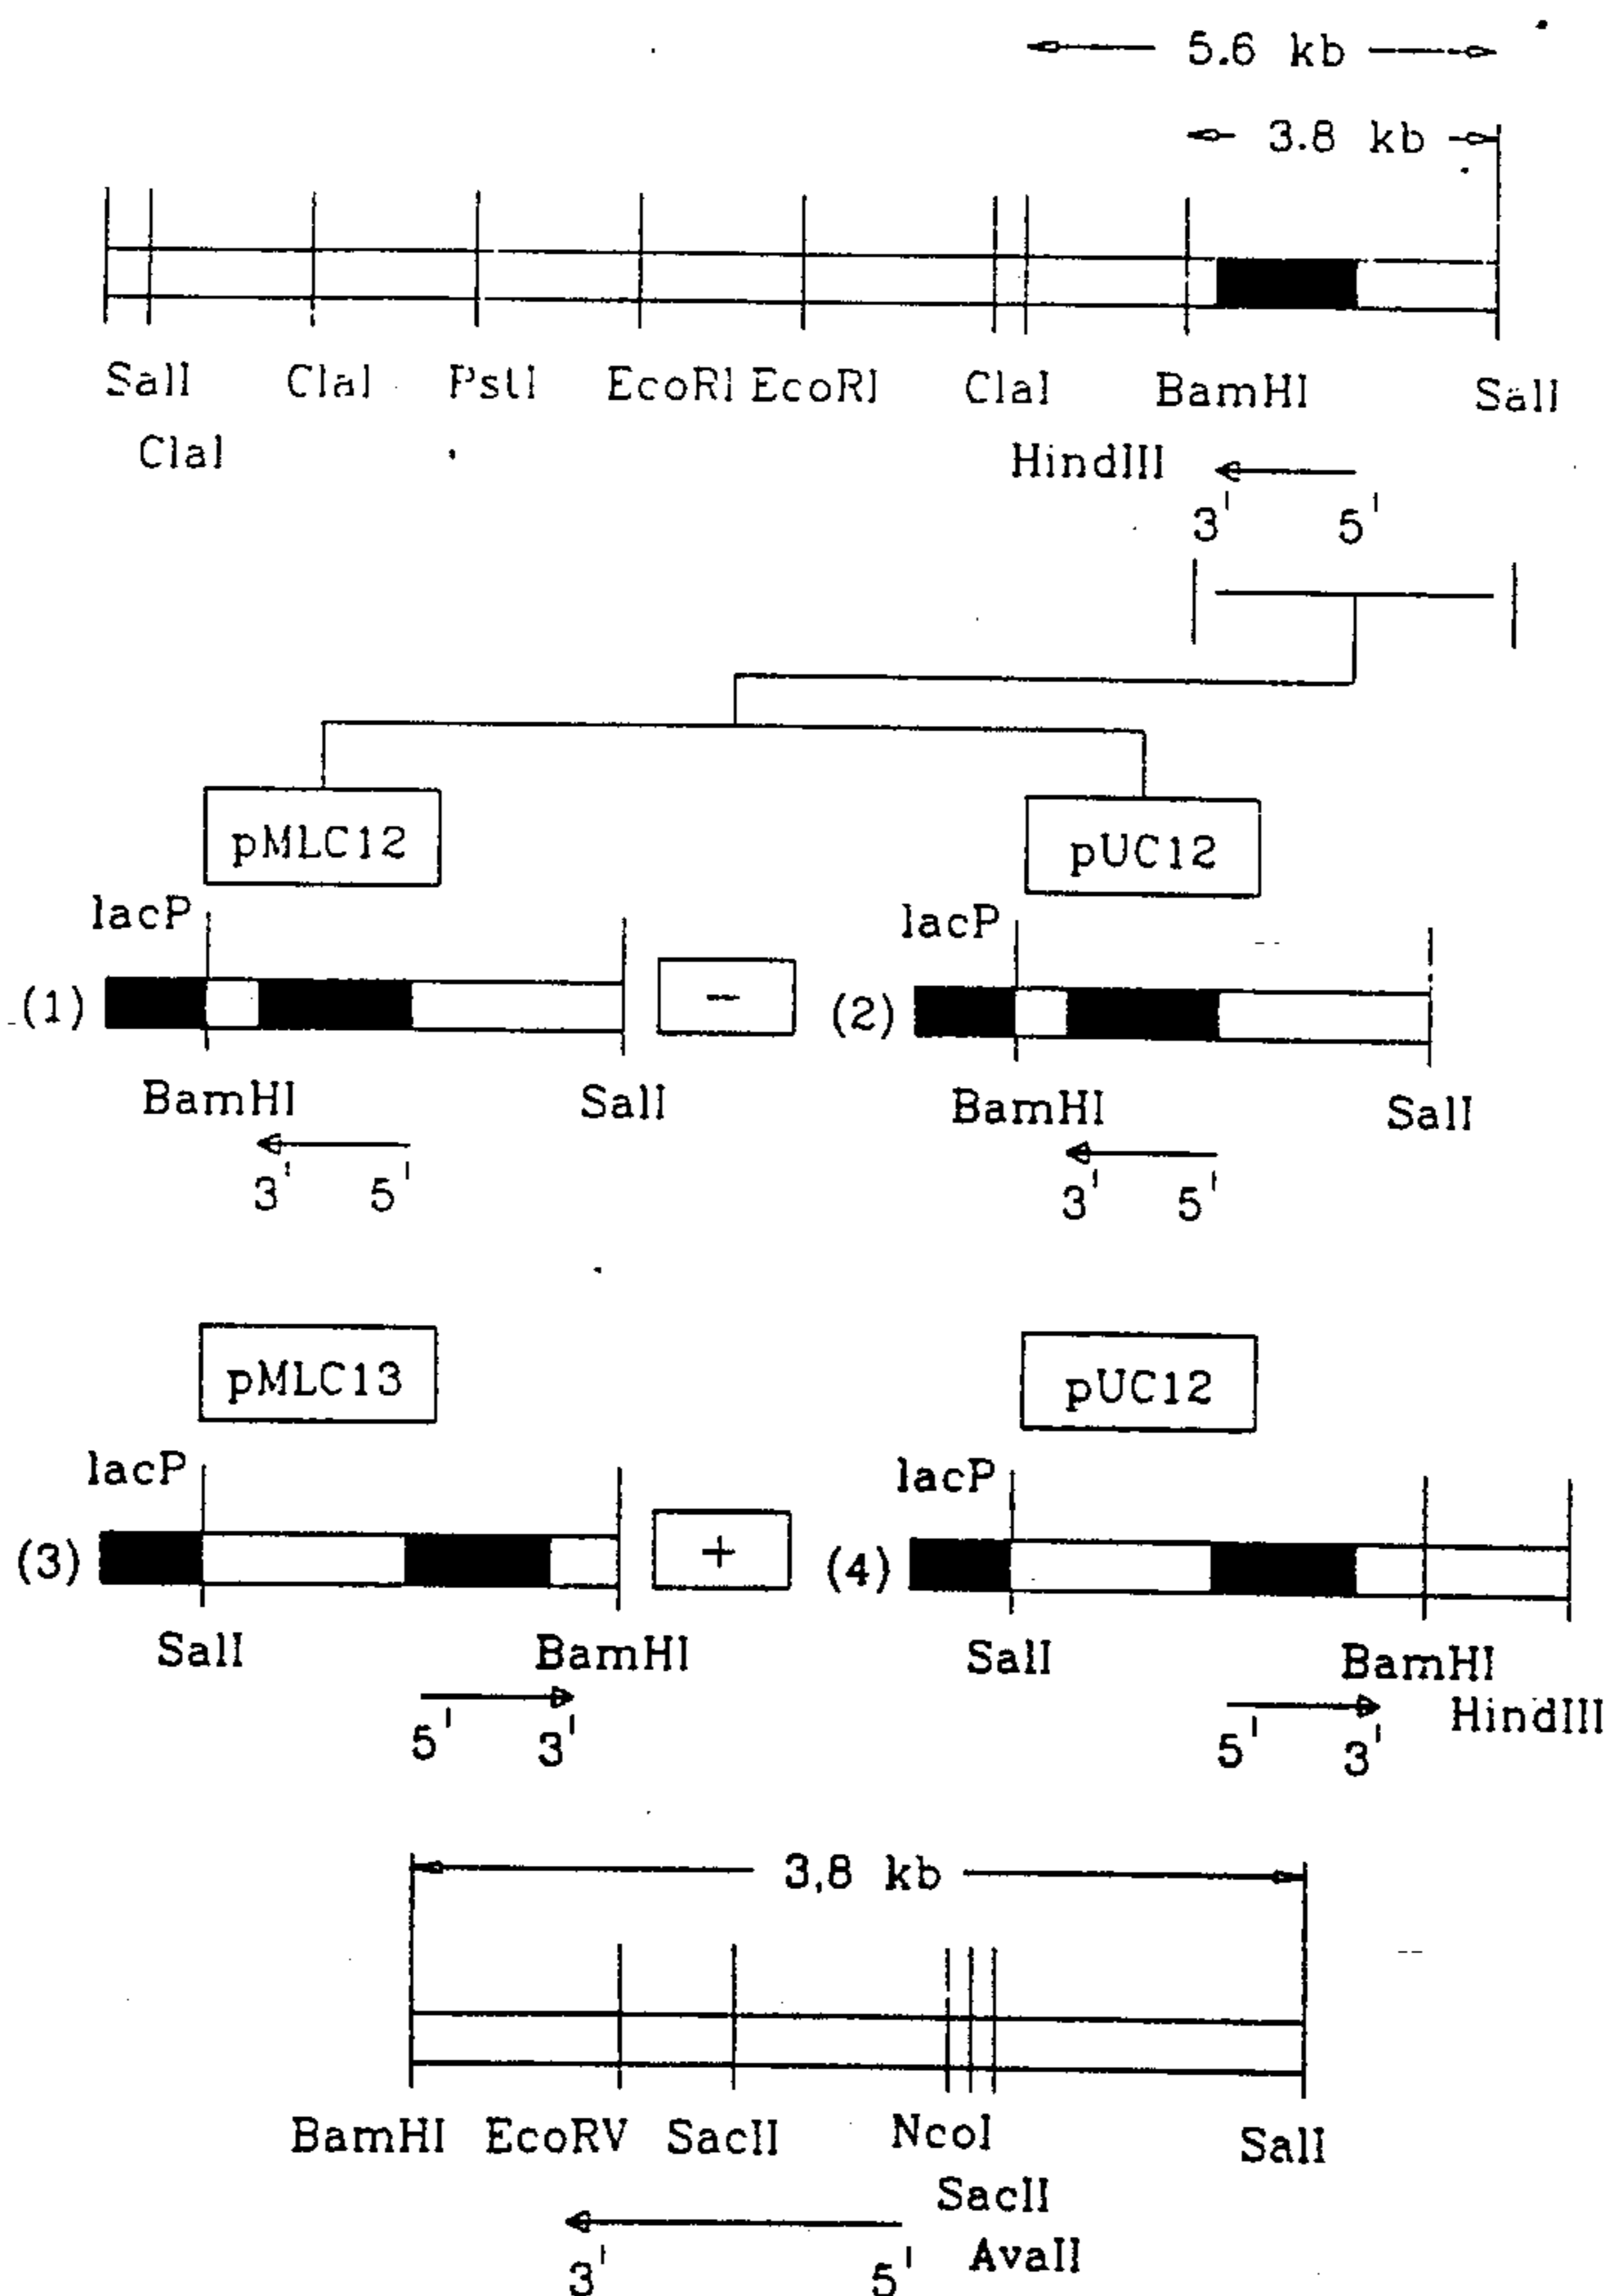 5.6 kb
3.8 kb
SalI ClaI PstI EcoRI EcoRI ClaI BamHI SalI
ClaI HindIII
3' 5'
pMLC12 pUC12
lacP lacP
(1) - (2)
BamHI SalI BamHI SalI
3' 5' 3' 5'
pMLC13 pUC12
lacP lacP
(3) + (4)
SalI BamHI SalI BamHI
HindIII
5' 3' 5' 3'
3,8 kb
BamHI EcoRV SacII NcoI SalI
SacII
AvaII
3' 5'